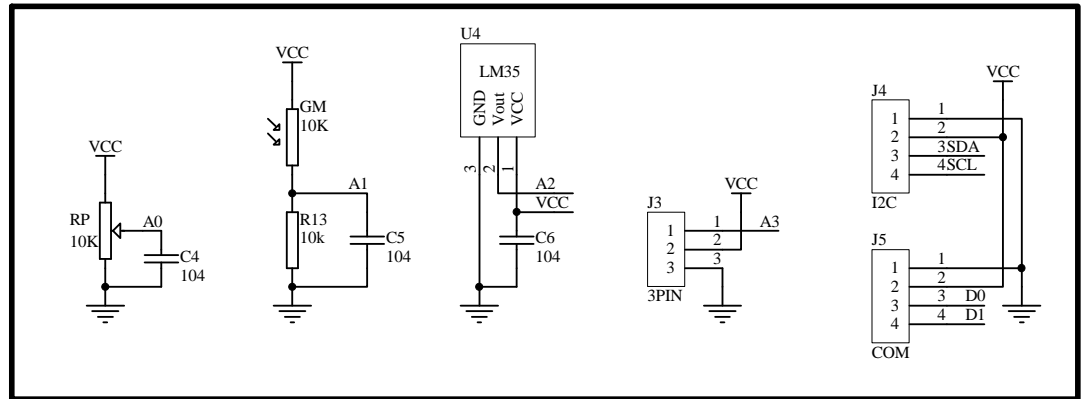 VCC
RP
10K
A0
C4
104
VCC
GM
10K
A1
R13
10k
C5
104
U4
LM35
GND
Vout
VCC
3
2
1
A2
VCC
C6
104
J3
1
2
3
3PIN
1
2
3
VCC
A3
J4
1
2
3
4
I2C
1
2
3SDA
4SCL
VCC
J5
1
2
3
4
COM
1
2
3 D0
4 D1